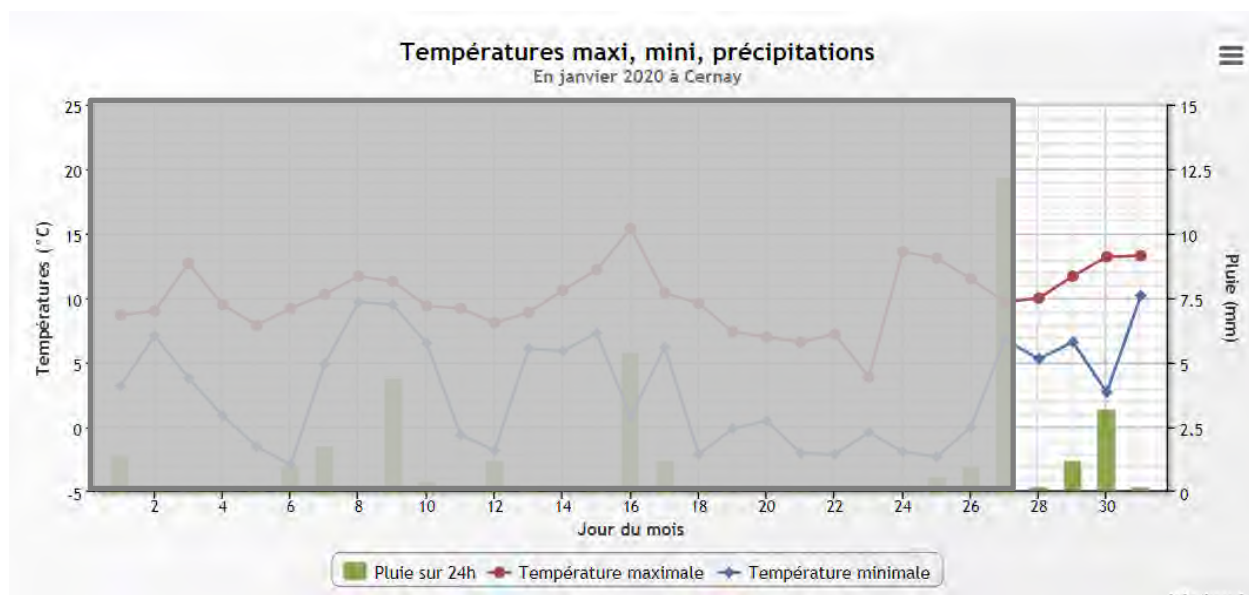 Températures maxi, mini, précipitations
En janvier 2020 à Cernay
25
20
15
10
5
0
-5
Températures (°C)
15
12.5
10
7.5
5
2.5
0
Pluie (mm)
2 4 6 8 10 12 14 16 18 20 22 24 26 28 30
Jour du mois
Pluie sur 24h Température maximale Température minimale